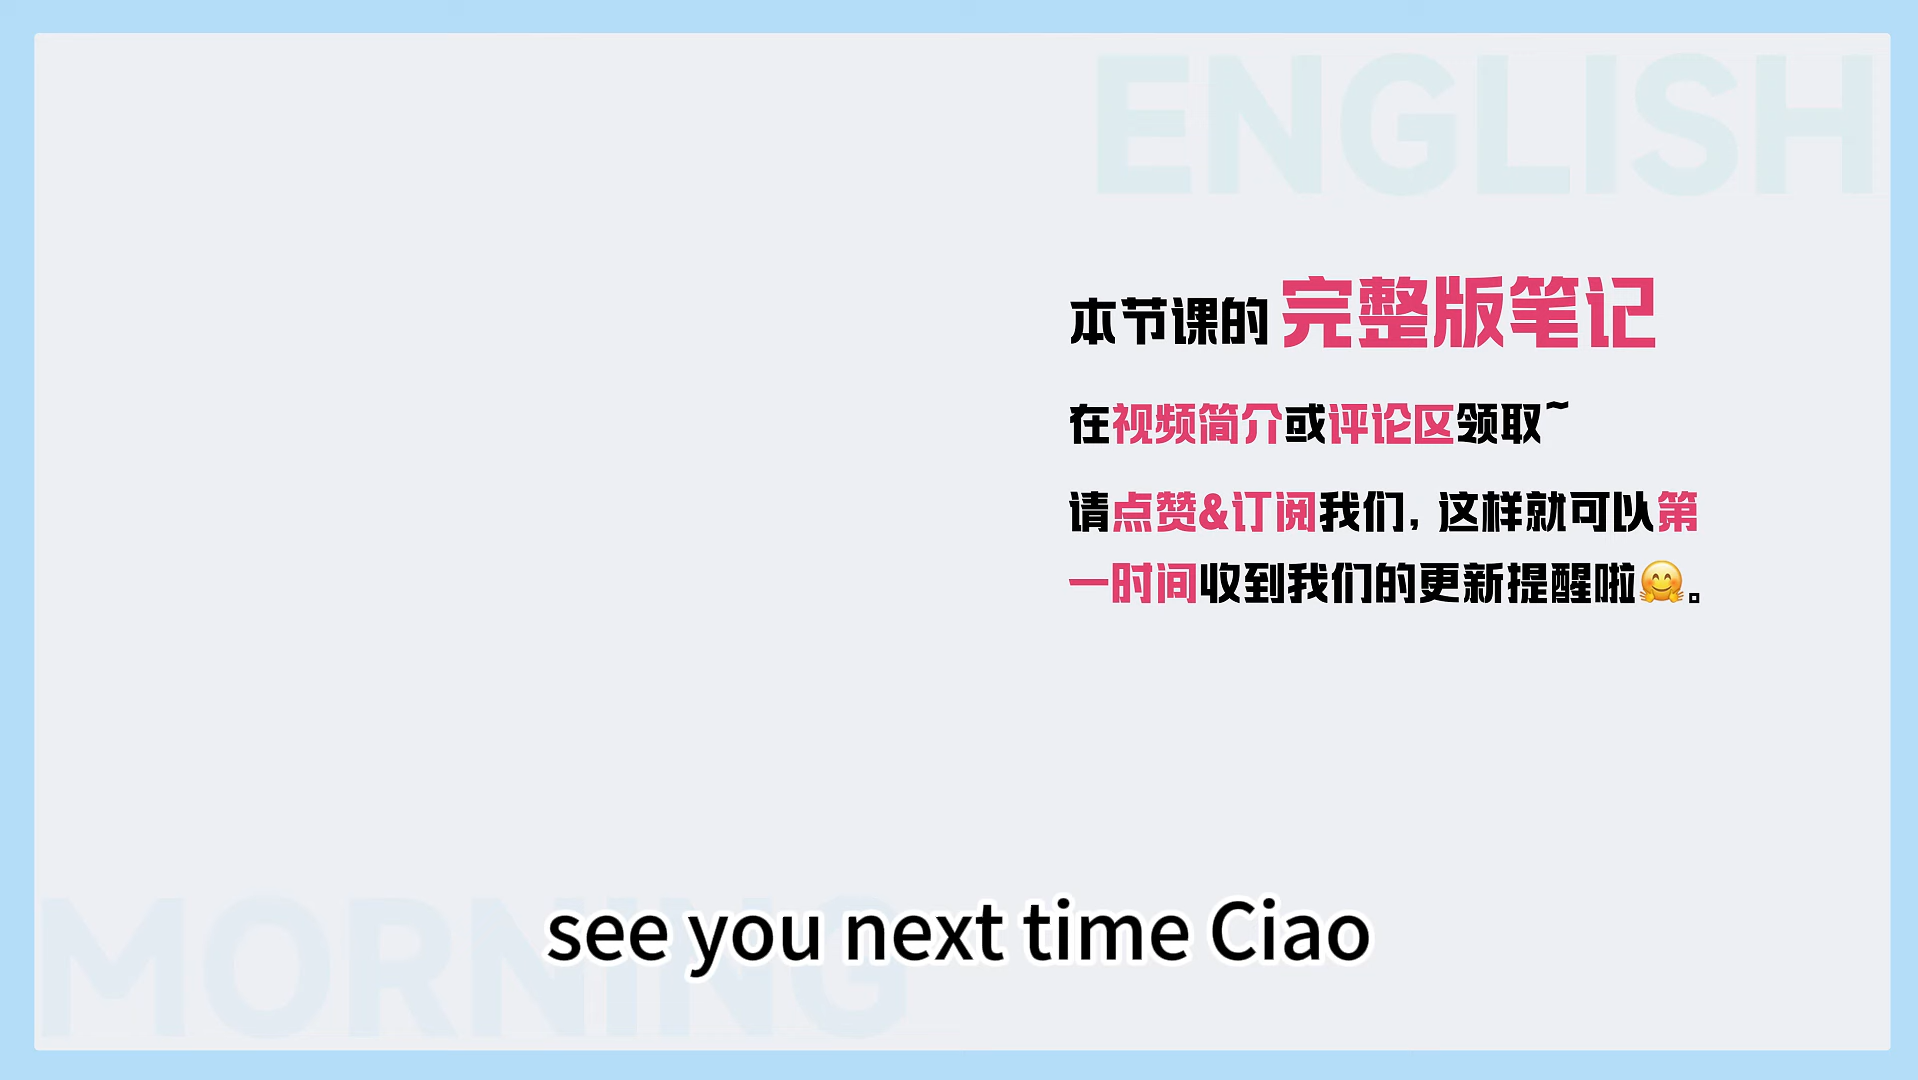 ENGLISH
本节课的 完整版笔记
在视频简介或评论区领取~
请点赞&订阅我们, 这样就可以第
一时间收到我们的更新提醒啦🤗。
MORNING
see you next time Ciao